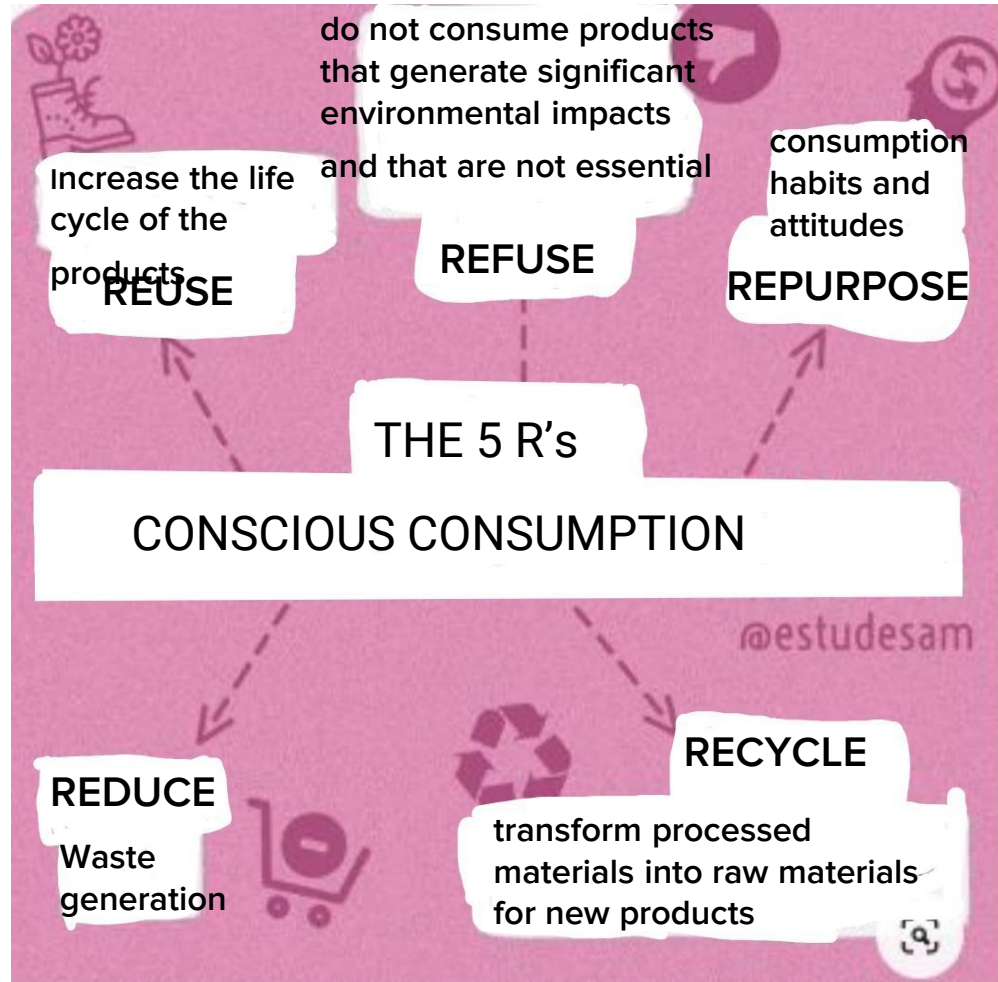 do not consume products
that generate significant
environmental impacts
and that are not essential
REFUSE
Increase the life
cycle of the
products
REUSE
consumption
habits and
attitudes
REPURPOSE
THE 5 R’s
CONSCIOUS CONSUMPTION
@estudesam
REDUCE
Waste
generation
RECYCLE
transform processed
materials into raw materials
for new products